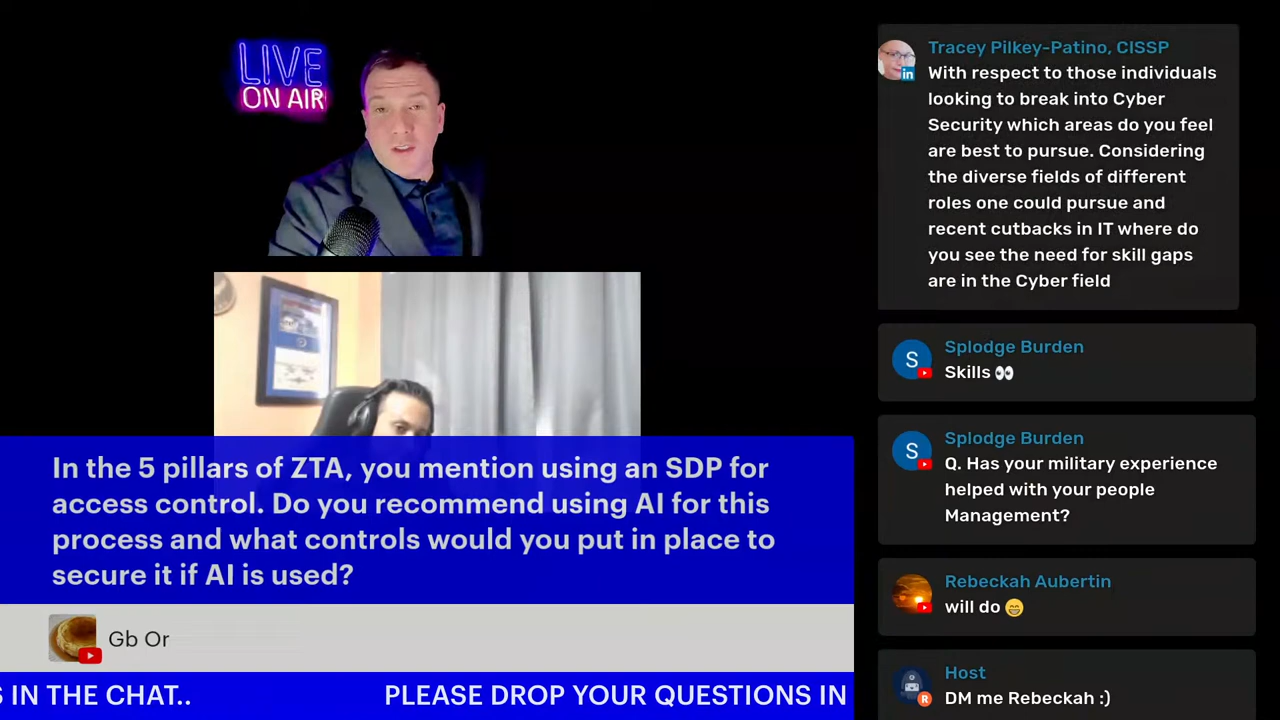 LIVE
ON AIR
In the 5 pillars of ZTA, you mention using an SDP for
access control. Do you recommend using AI for this
process and what controls would you put in place to
secure it if AI is used?
Gb Or
S IN THE CHAT..
PLEASE DROP YOUR QUESTIONS IN
Tracey Pilkey-Patino, CISSP
With respect to those individuals
looking to break into Cyber
Security which areas do you feel
are best to pursue. Considering
the diverse fields of different
roles one could pursue and
recent cutbacks in IT where do
you see the need for skill gaps
are in the Cyber field
S
Splodge Burden
Skills 👀
S
Splodge Burden
Q. Has your military experience
helped with your people
Management?
Rebeckah Aubertin
will do 😁
Host
DM me Rebeckah :)